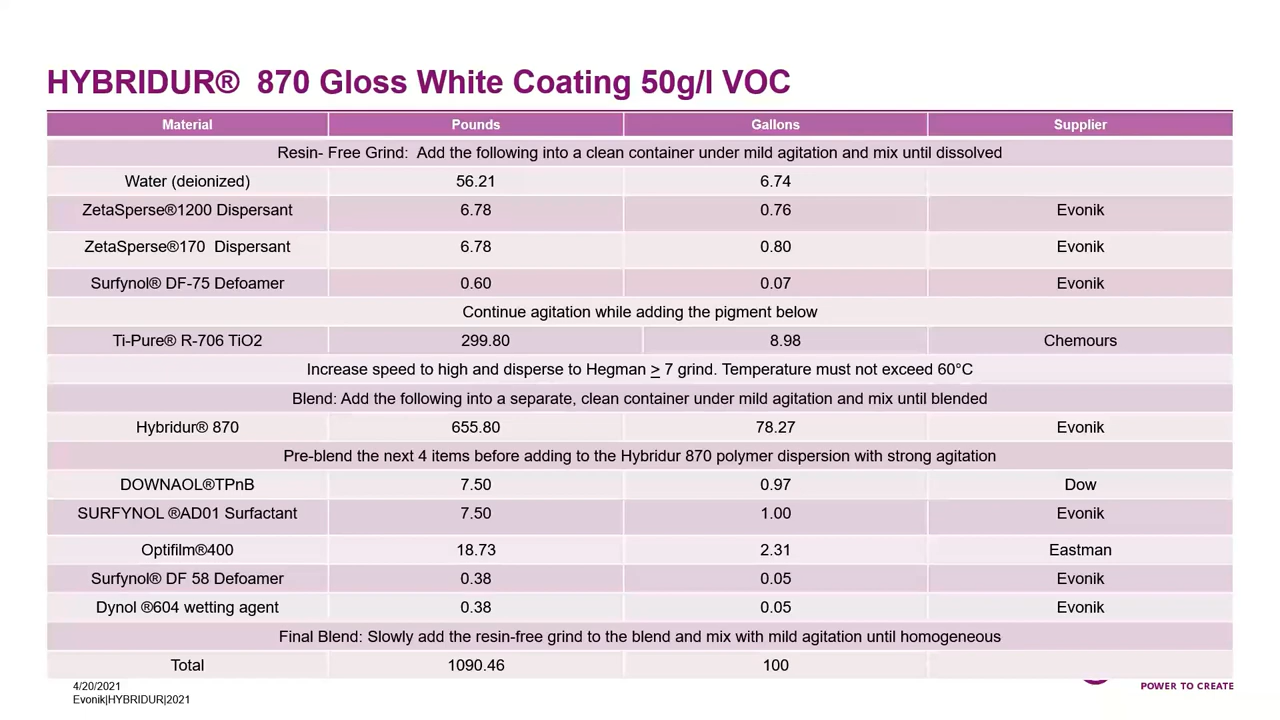 HYBRIDUR® 870 Gloss White Coating 50g/l VOC
Material Pounds Gallons Supplier
Resin- Free Grind: Add the following into a clean container under mild agitation and mix until dissolved
Water (deionized) 56.21 6.74
ZetaSperse®1200 Dispersant 6.78 0.76 Evonik
ZetaSperse®170 Dispersant 6.78 0.80 Evonik
Surfynol® DF-75 Defoamer 0.60 0.07 Evonik
Continue agitation while adding the pigment below
Ti-Pure® R-706 TiO2 299.80 8.98 Chemours
Increase speed to high and disperse to Hegman ≥ 7 grind. Temperature must not exceed 60°C
Blend: Add the following into a separate, clean container under mild agitation and mix until blended
Hybridur® 870 655.80 78.27 Evonik
Pre-blend the next 4 items before adding to the Hybridur 870 polymer dispersion with strong agitation
DOWNAOL®TPnB 7.50 0.97 Dow
SURFYNOL ®AD01 Surfactant 7.50 1.00 Evonik
Optifilm®400 18.73 2.31 Eastman
Surfynol® DF 58 Defoamer 0.38 0.05 Evonik
Dynol ®604 wetting agent 0.38 0.05 Evonik
Final Blend: Slowly add the resin-free grind to the blend and mix with mild agitation until homogeneous
Total 1090.46 100
4/20/2021
Evonik|HYBRIDUR|2021
POWER TO CREATE